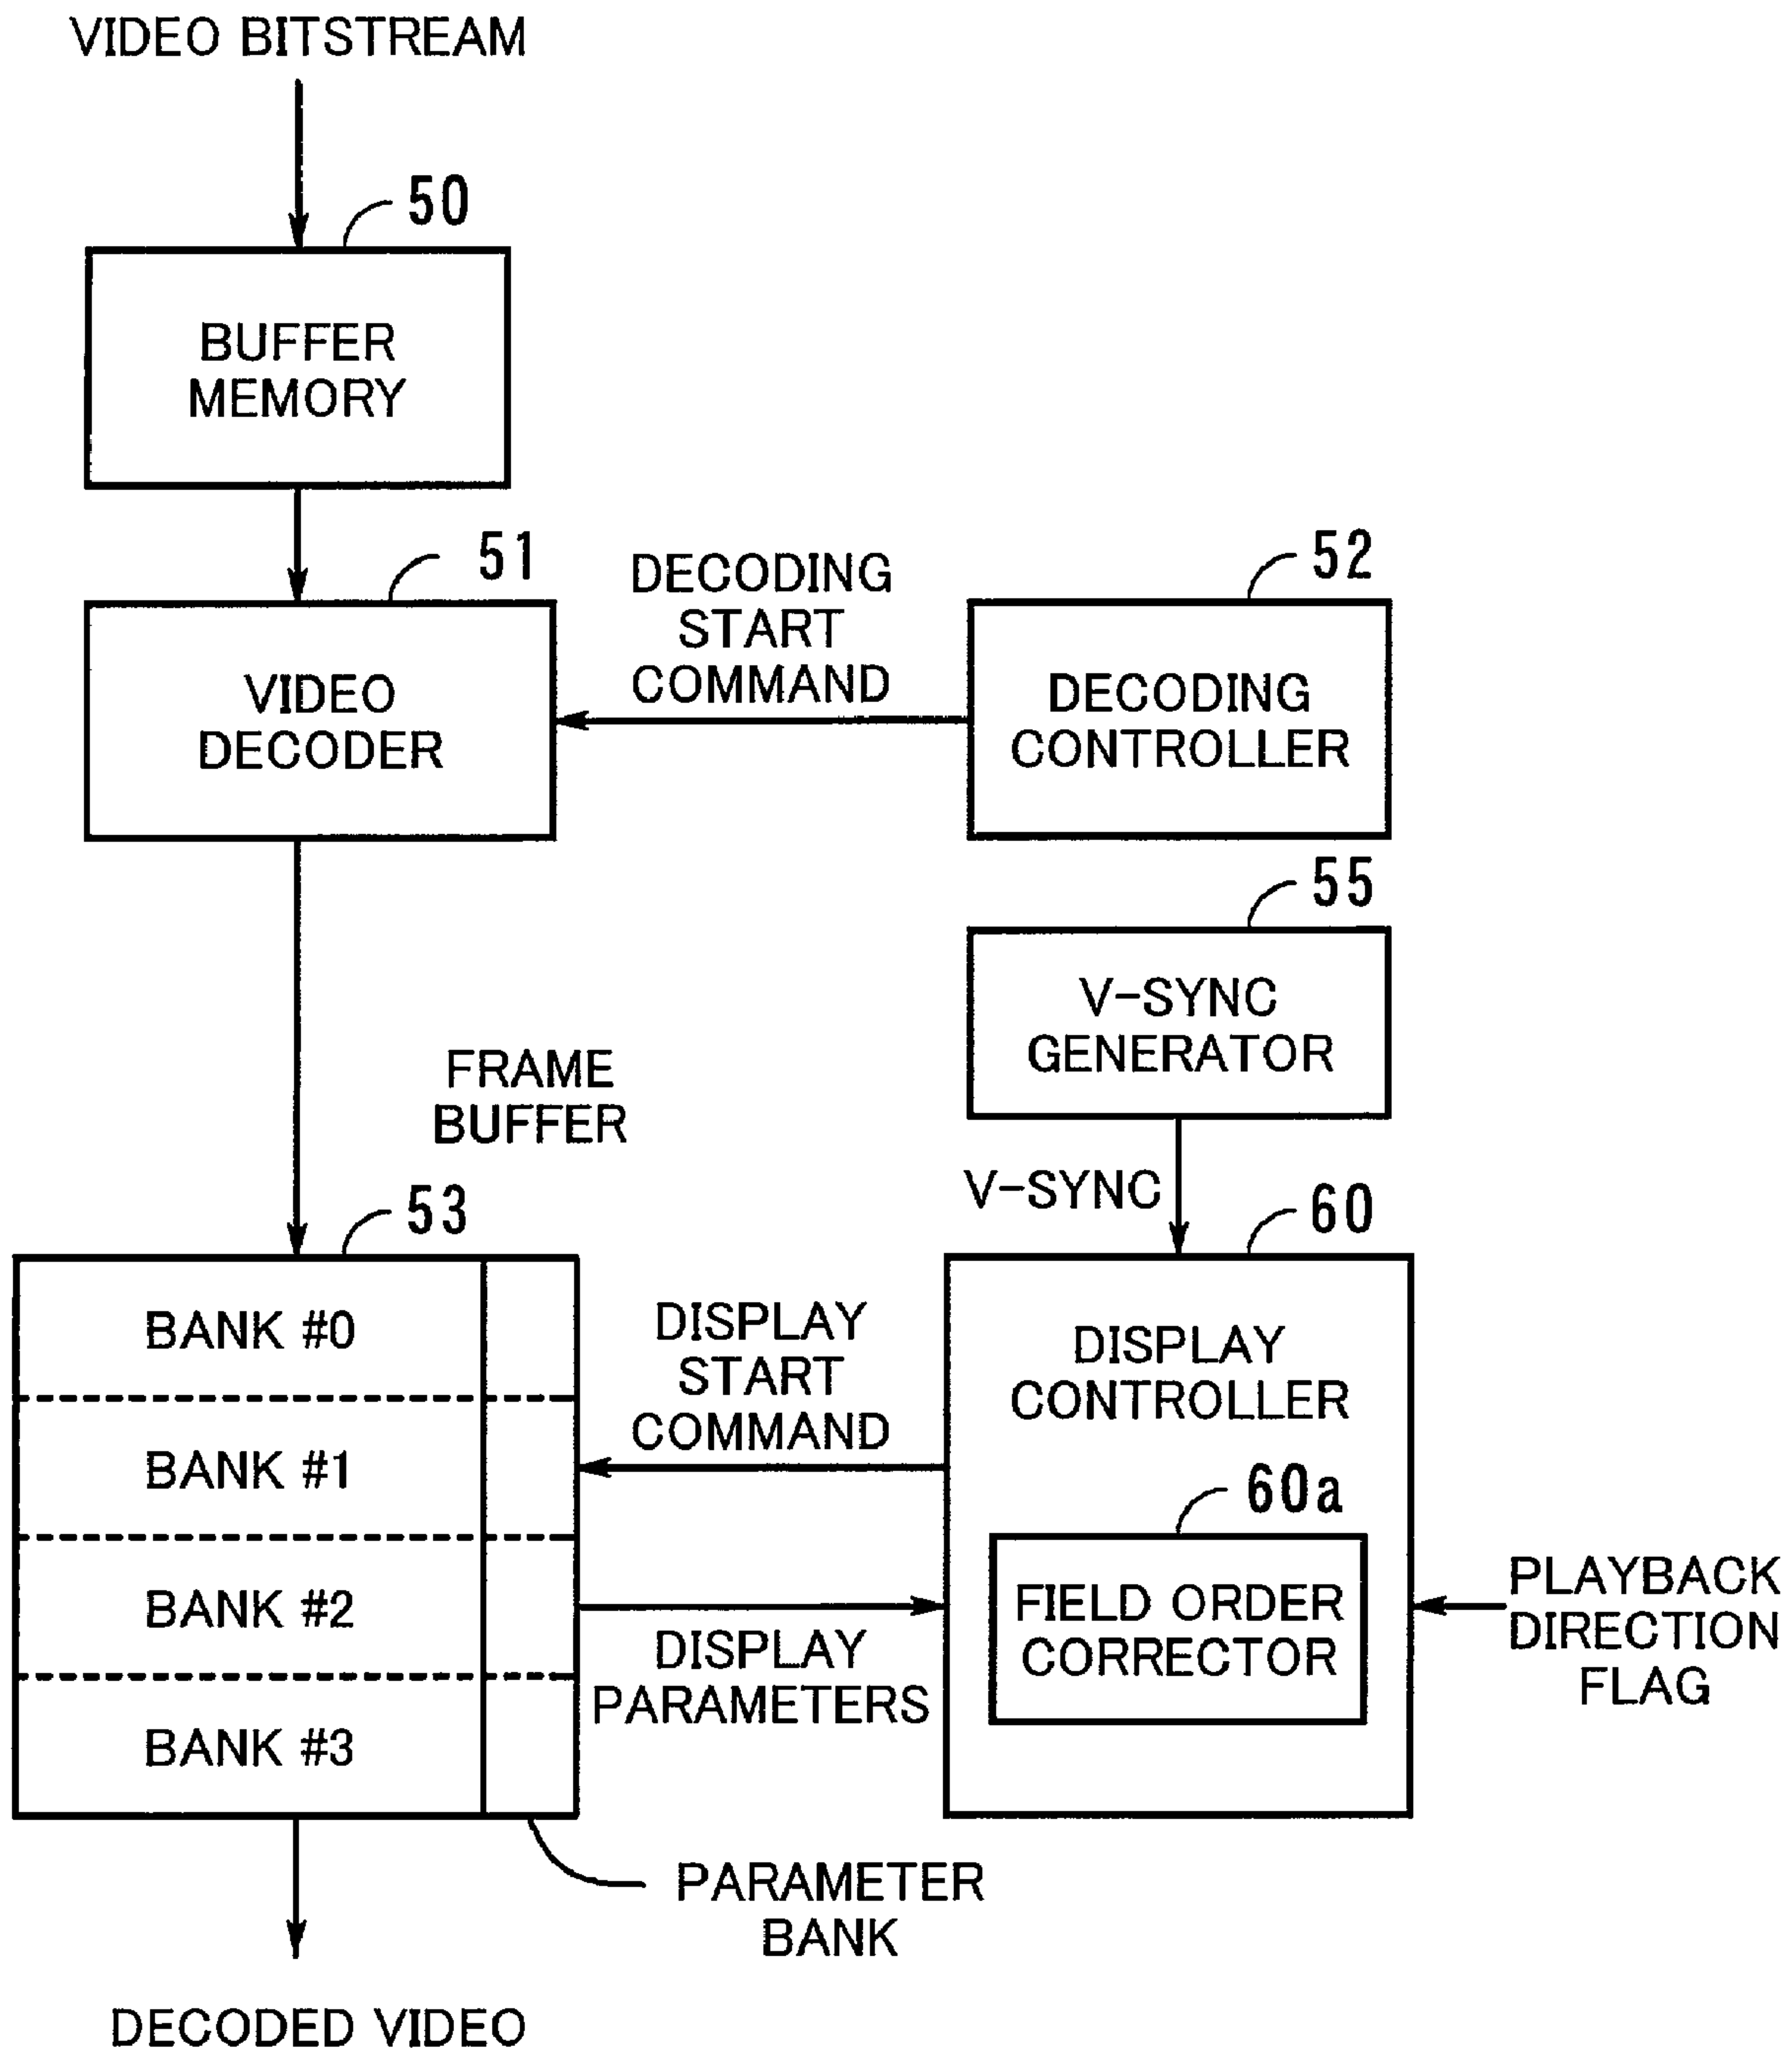 VIDEO BITSTREAM
50
BUFFER
MEMORY
51
VIDEO
DECODER
DECODING
START
COMMAND
52
DECODING
CONTROLLER
55
V-SYNC
GENERATOR
V-SYNC
FRAME
BUFFER
53
BANK #0
BANK #1
BANK #2
BANK #3
DISPLAY
START
COMMAND
DISPLAY
PARAMETERS
60
DISPLAY
CONTROLLER
60a
FIELD ORDER
CORRECTOR
PLAYBACK
DIRECTION
FLAG
PARAMETER
BANK
DECODED VIDEO